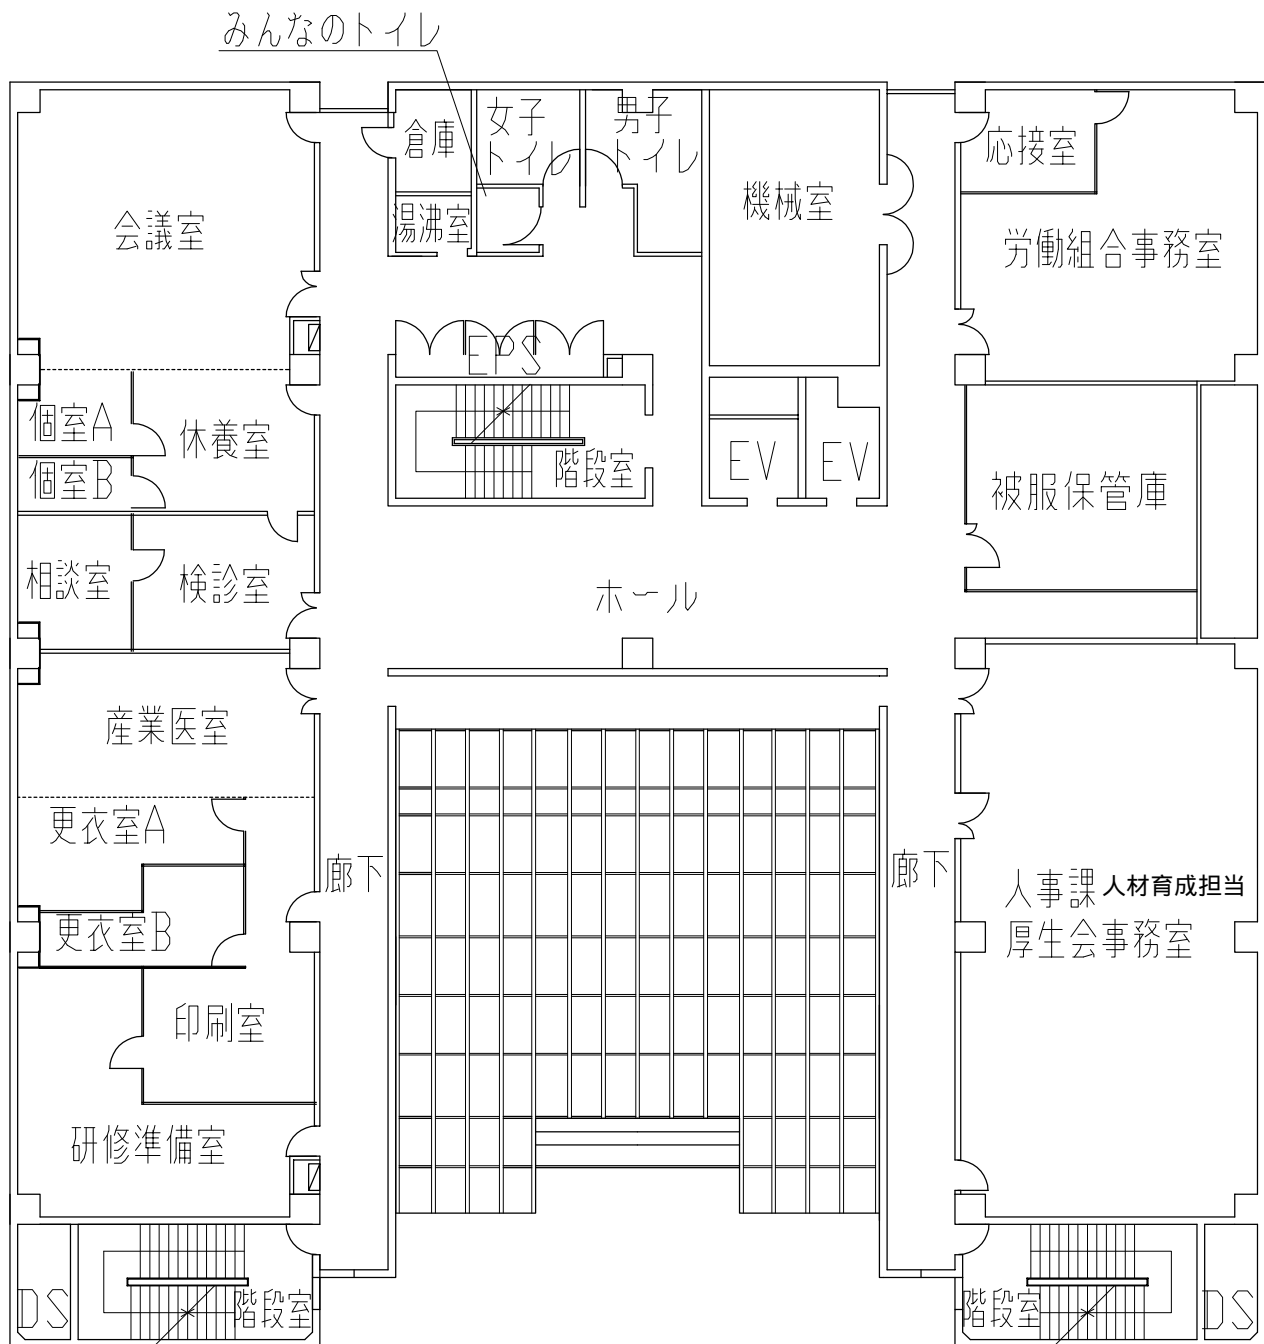 みんなのトイレ
倉庫
女子
トイレ
男子
トイレ
湯沸室
機械室
応接室
労働組合事務室
会議室
EPS
個室A
個室B
休養室
階段室
EV
EV
被服保管庫
相談室
検診室
ホール
産業医室
更衣室A
更衣室B
廊下
廊下
人事課 人材育成担当
厚生会事務室
印刷室
研修準備室
DS
階段室
階段室
DS